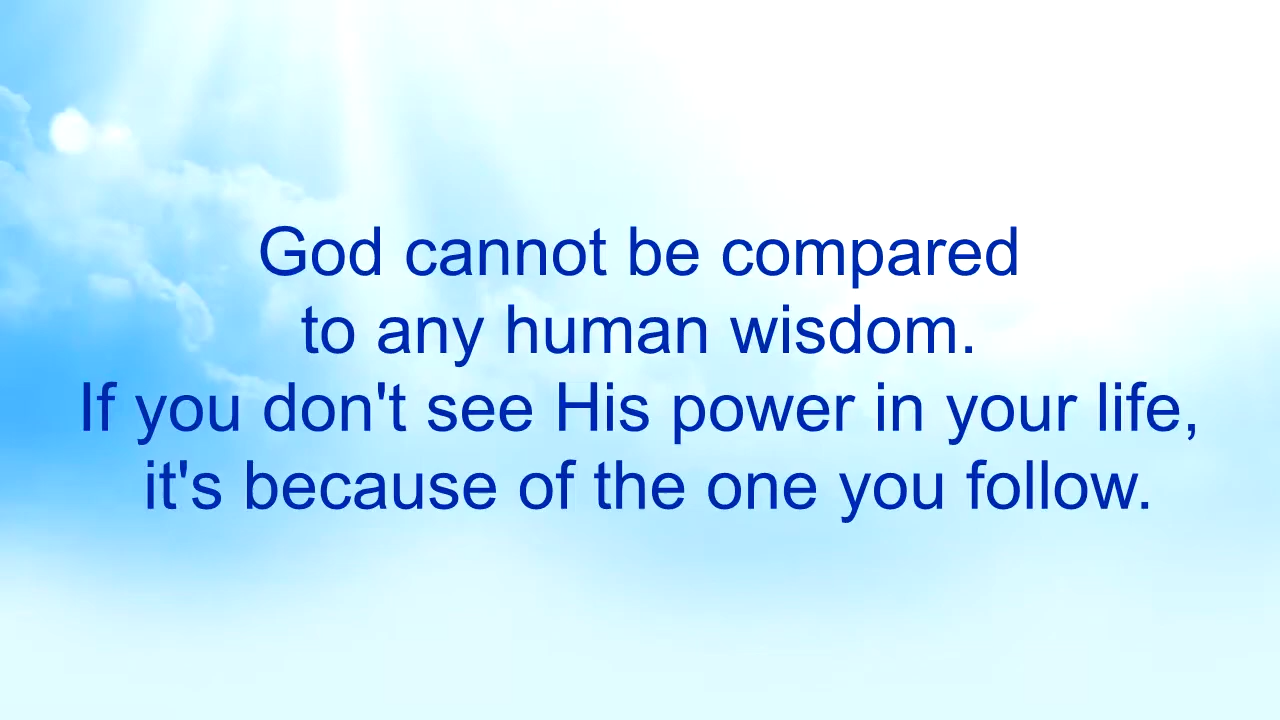 God cannot be compared
to any human wisdom.
If you don't see His power in your life,
it's because of the one you follow.